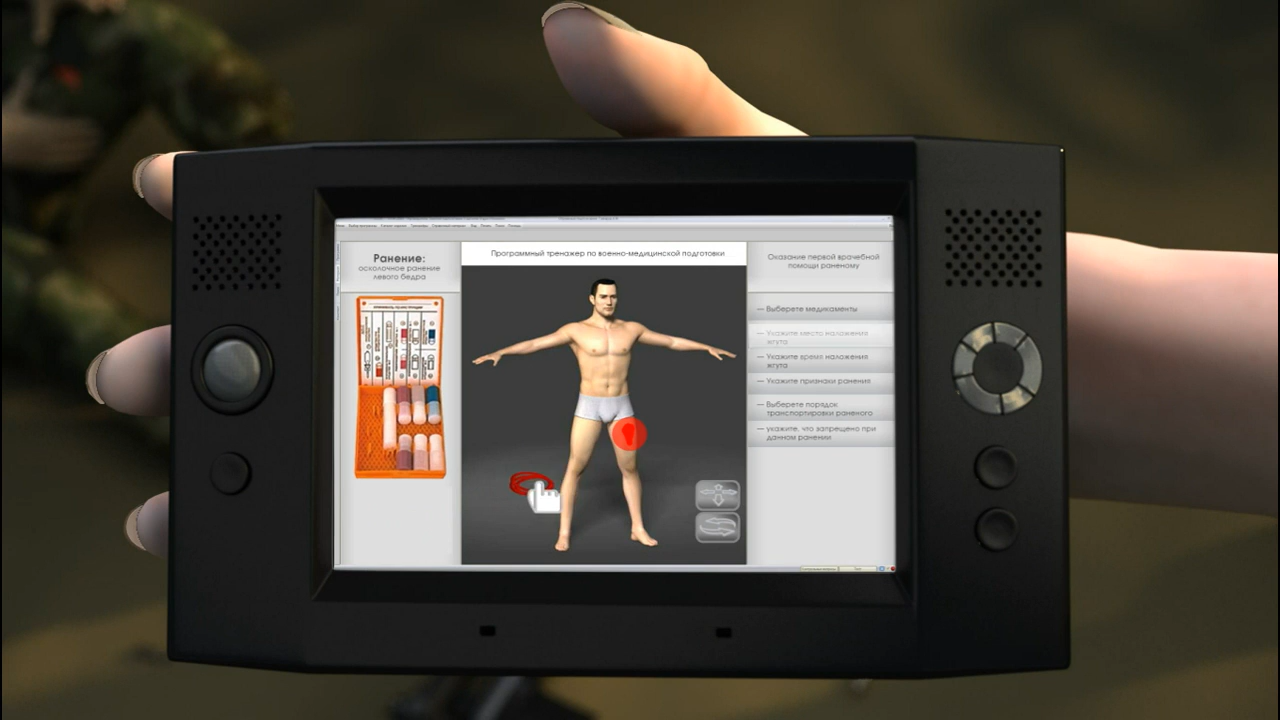 Ранение:
осколочное ранение
левого бедра
Программный тренажер по военно-медицинской подготовки
Оказание первой врачебной
помощи раненому
— Выберете медикаменты
— Укажите место наложения
жгута
— Укажите время наложения
жгута
— Укажите признаки ранения
— Выберете порядок
транспортировки раненого
— укажите, что запрещено при
данном ранении